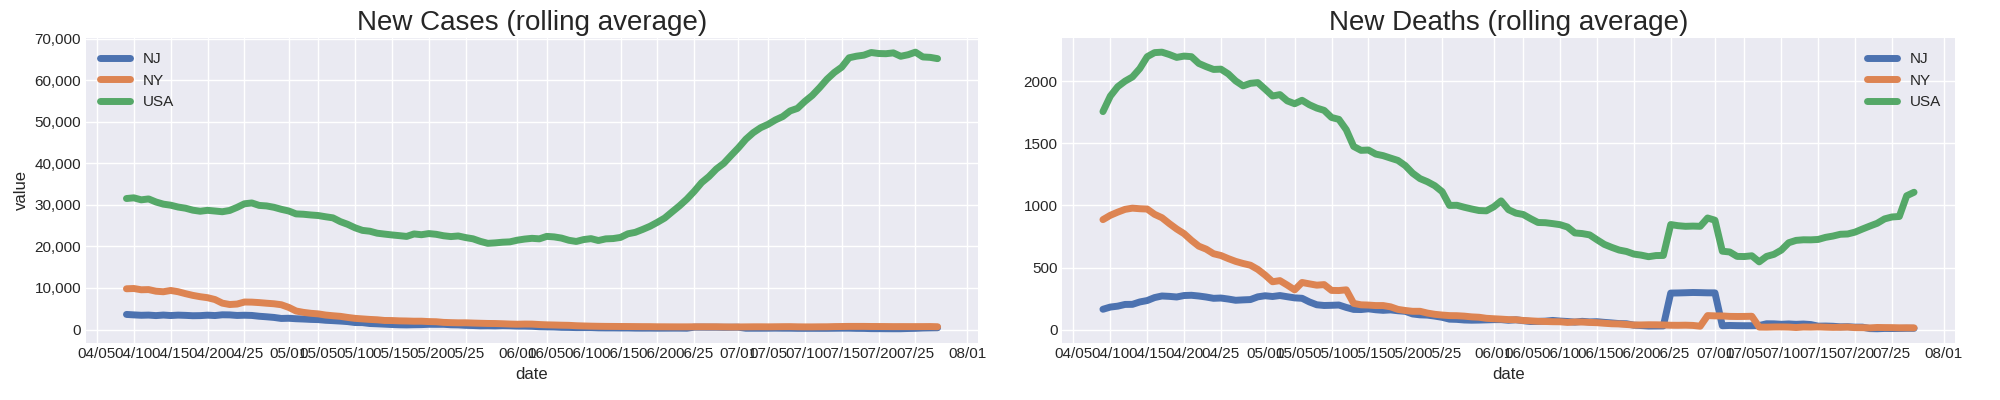 New Cases (rolling average)
70,000
60,000
50,000
40,000
30,000
20,000
10,000
0
value
NJ
NY
USA
04/05 04/10 04/15 04/20 04/25 05/01 05/05 05/10 05/15 05/20 05/25 06/01 06/05 06/10 06/15 06/20 06/25 07/01 07/05 07/10 07/15 07/20 07/25 08/01
date
New Deaths (rolling average)
2000
1500
1000
500
0
NJ
NY
USA
04/05 04/10 04/15 04/20 04/25 05/01 05/05 05/10 05/15 05/20 05/25 06/01 06/05 06/10 06/15 06/20 06/25 07/01 07/05 07/10 07/15 07/20 07/25 08/01
date